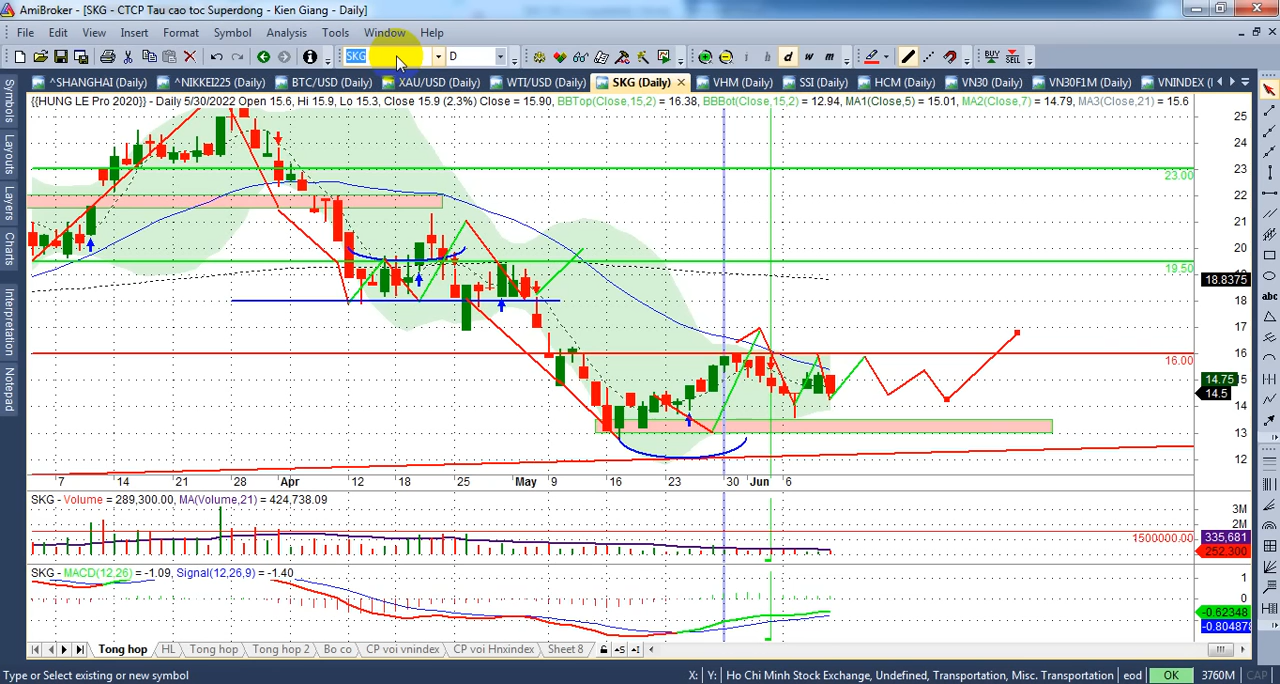 AmiBroker - [SKG - CTCP Tau cao toc Superdong - Kien Giang - Daily]
File Edit View Insert Format Symbol Analysis Tools Window Help
SKG D d w m BUY SELL
^SHANGHAI (Daily) ^NIKKEI225 (Daily) BTC/USD (Daily) XAU/USD (Daily) WTI/USD (Daily) SKG (Daily) VHM (Daily) SSI (Daily) HCM (Daily) VN30 (Daily) VN30F1M (Daily) VNINDEX (
{{HUNG LE Pro 2020}} - Daily 5/30/2022 Open 15.6, Hi 15.9, Lo 15.3, Close 15.9 (2.3%) Close = 15.90, BBTop(Close,15,2) = 16.38, BBBot(Close,15,2) = 12.94, MA1(Close,5) = 15.01, MA2(Close,7) = 14.79, MA3(Close,21) = 15.6
Symbols
Layouts
Layers
Charts
Interpretation
Notepad
abc
25
24
23
23.00
22
21
20
19.50
19
18.8375
18
17
16
16.00
14.75
15
14.5
14
13
12
7 14 21 28 Apr 12 18 25 May 9 16 23 30 Jun 6
SKG - Volume = 289,300.00, MA(Volume,21) = 424,738.09
3M
2M
1500000.00
335,681
252,300
SKG - MACD(12,26) = -1.09, Signal(12,26,9) = -1.40
1
0
-0.62348
-0.804878
Tong hop HL Tong hop Tong hop 2 Bo co CP voi vnindex CP voi Hnxindex Sheet 8
Type or Select existing or new symbol X: Y: Ho Chi Minh Stock Exchange, Undefined, Transportation, Misc. Transportation eod OK 3760M CAP